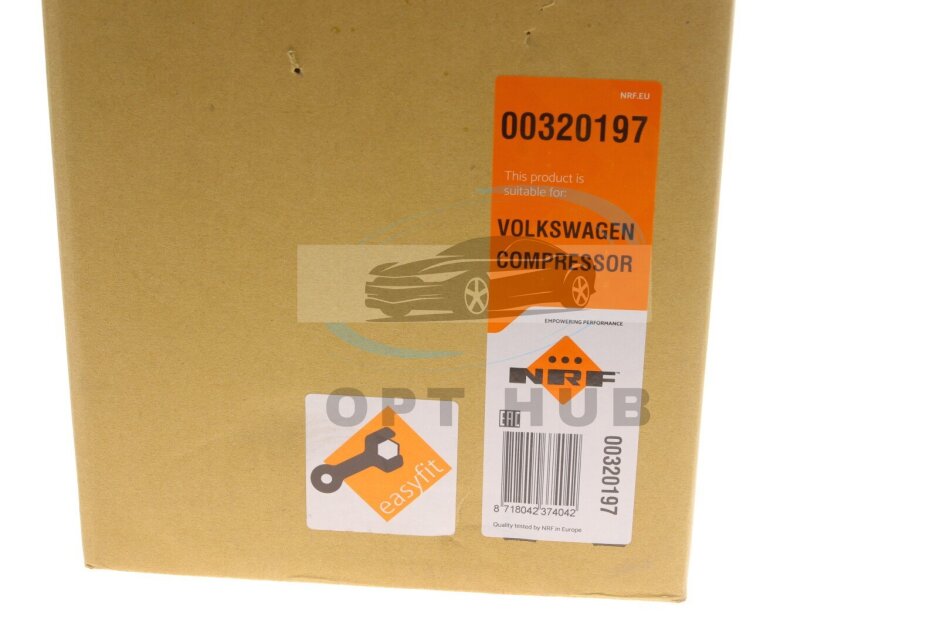 NRF.EU
00320197
This product is
suitable for:
VOLKSWAGEN
COMPRESSOR
EMPOWERING PERFORMANCE
NRF™
OPT HUB
EAC
easyfit
00320197
8 718042 374042
Quality tested by NRF in Europe